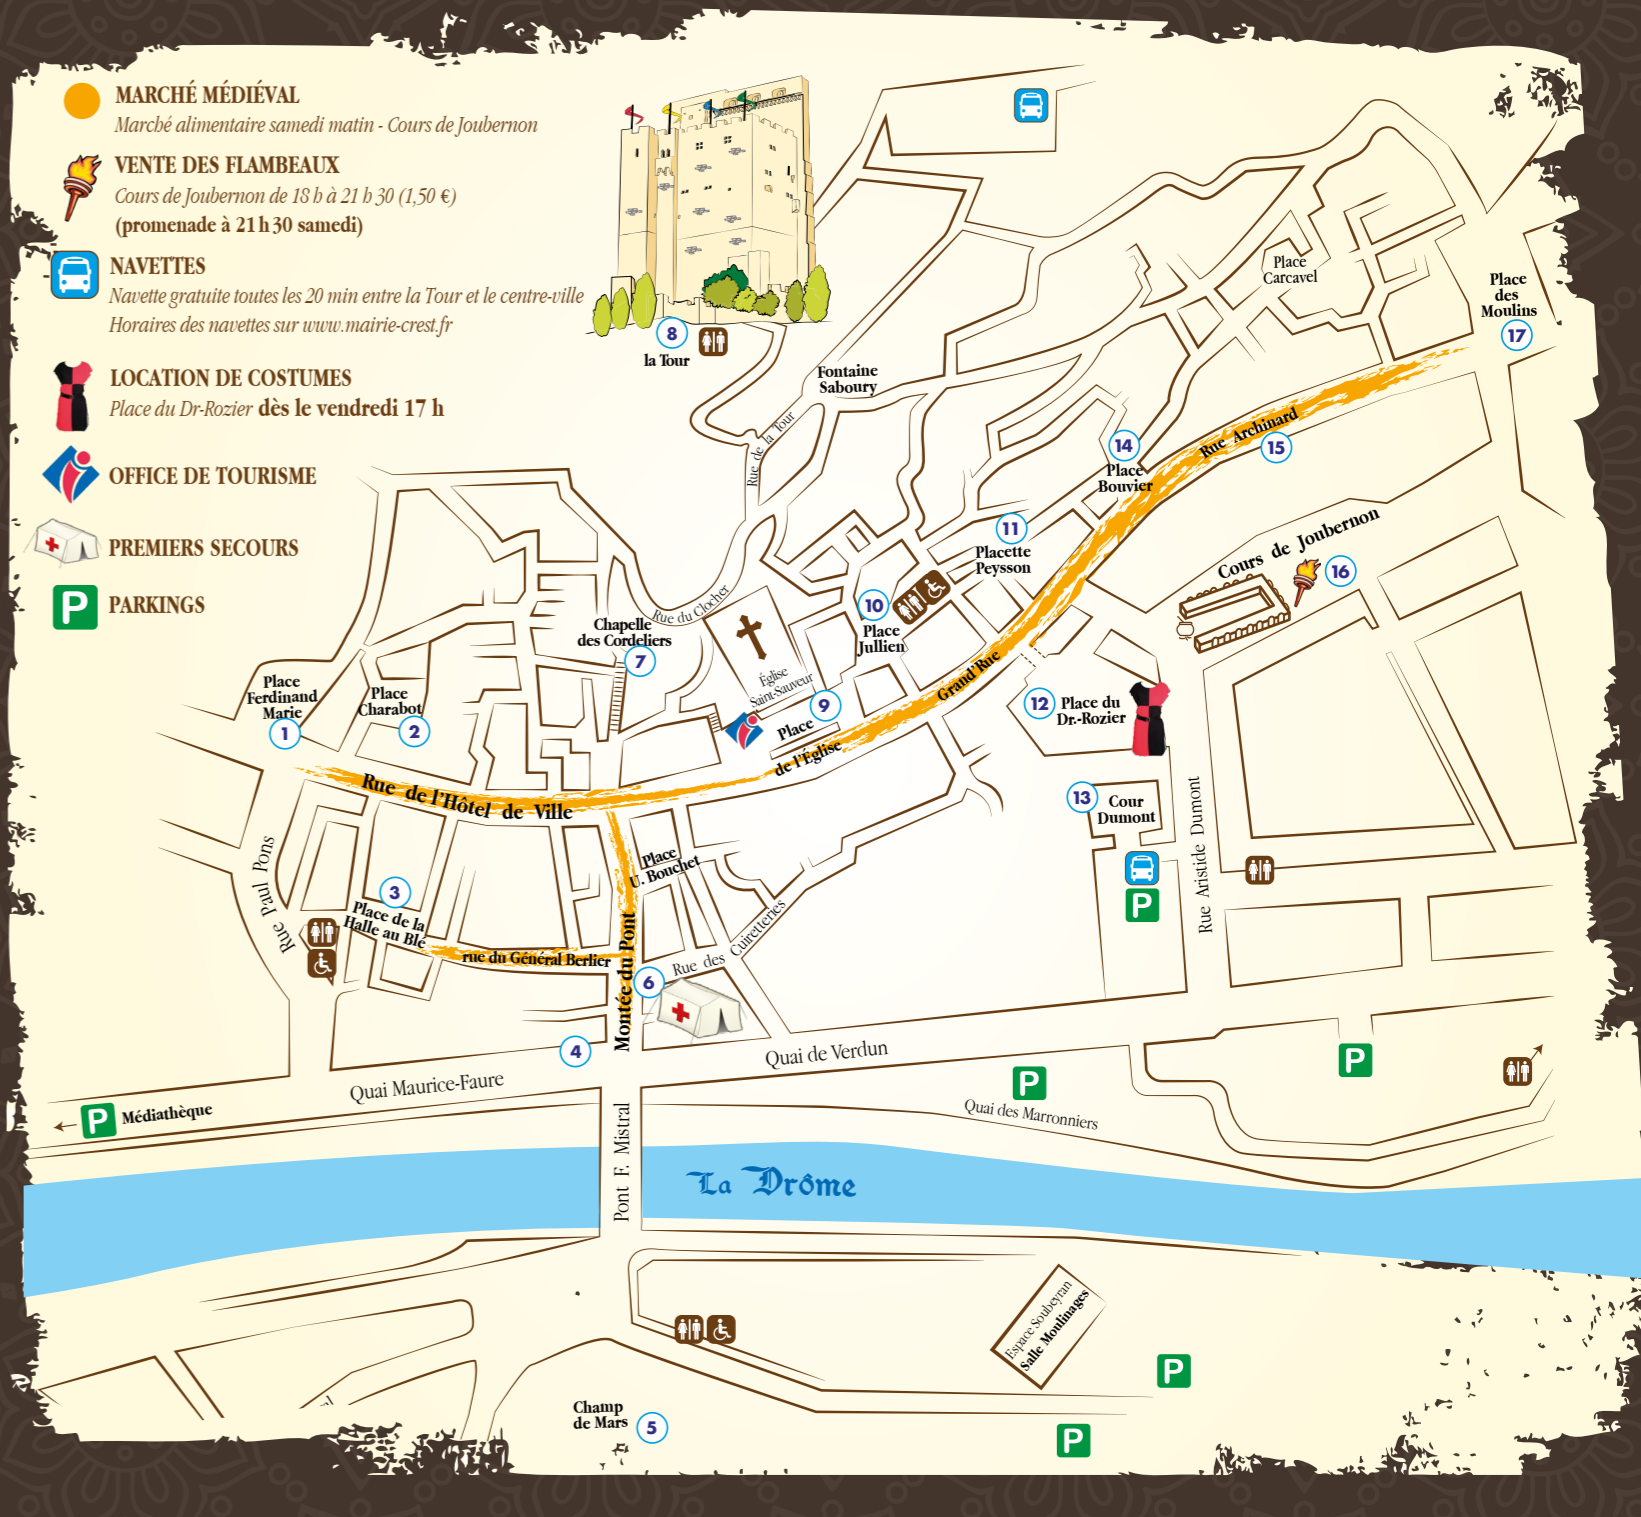 MARCHÉ MÉDIÉVAL
Marché alimentaire samedi matin - Cours de Joubernon
VENTE DES FLAMBEAUX
Cours de Joubernon de 18 h à 21 h 30 (1,50 €)
(promenade à 21 h 30 samedi)
NAVETTES
Navette gratuite toutes les 20 min entre la Tour et le centre-ville
Horaires des navettes sur www.mairie-crest.fr
LOCATION DE COSTUMES
Place du Dr-Rozier dès le vendredi 17 h
OFFICE DE TOURISME
PREMIERS SECOURS
P PARKINGS
8
la Tour
Fontaine
Saboury
Rue de la Tour
Place
Carcavel
Place
des
Moulins
17
Rue Archinard
15
14
Place
Bouvier
11
Placette
Peysson
Cours de Joubernon
16
10
Place
Jullien
Rue du Clocher
Chapelle
des Cordeliers
7
Église
Saint-Sauveur
9
Place
de l'Église
Grand'Rue
12
Place du
Dr.-Rozier
13
Cour
Dumont
P
Rue Aristide Dumont
Place
Ferdinand
Marie
1
Place
Charabot
2
Rue de l'Hôtel de Ville
Place
U. Bouchet
Rue Paul Pons
3
Place de la
Halle au Blé
rue du Général Berlier
Montée du Pont
6
Rue des Cuiretteries
4
Quai de Verdun
Quai Maurice-Faure
P
P
Quai des Marronniers
P Médiathèque
Pont F. Mistral
La Drôme
Espace Soubeyran
Salle Moulinages
P
Champ
de Mars
5
P